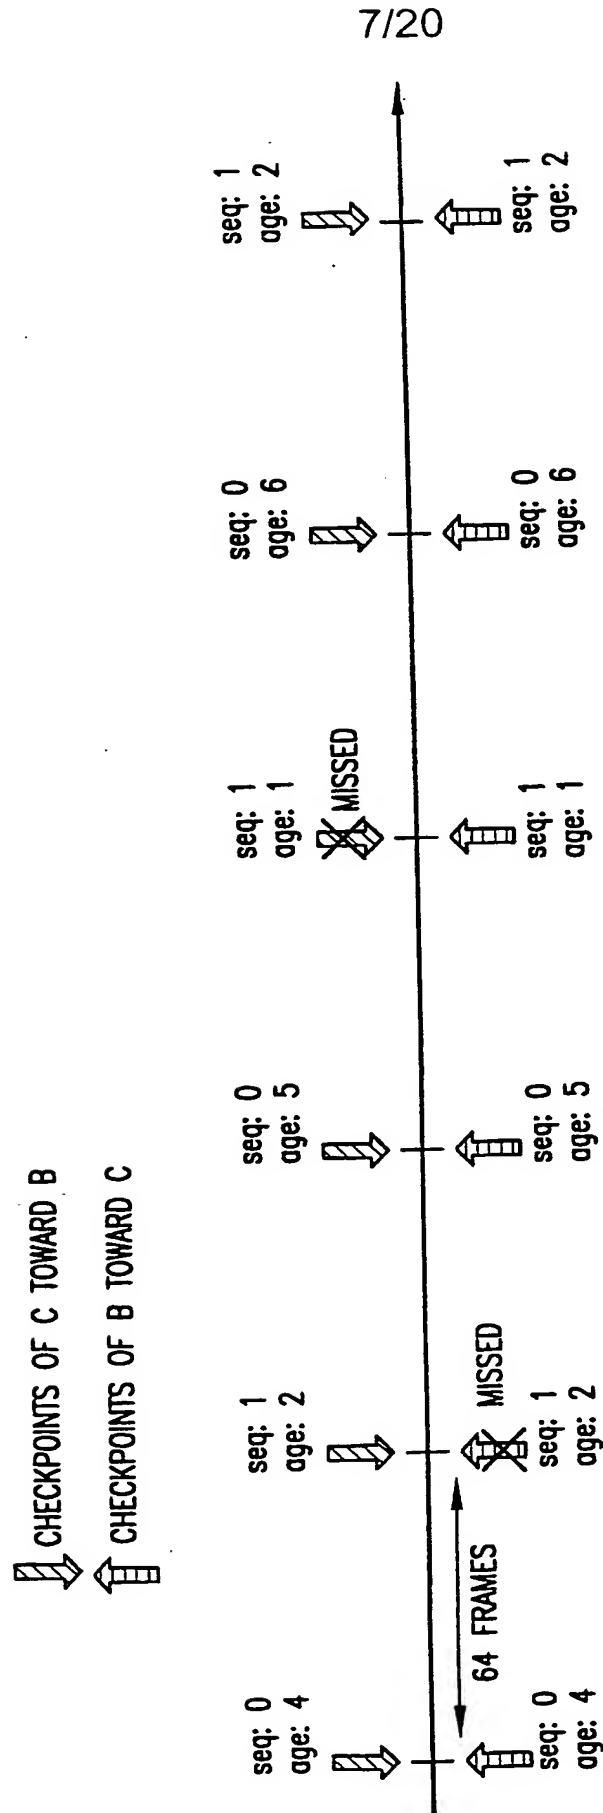 7/20
CHECKPOINTS OF C TOWARD B
CHECKPOINTS OF B TOWARD C
seq: 0
age: 4
seq: 1
age: 2
seq: 0
age: 5
seq: 1
age: 1
MISSED
seq: 0
age: 6
seq: 1
age: 2
64 FRAMES
seq: 0
age: 4
MISSED
seq: 1
age: 2
seq: 0
age: 5
seq: 1
age: 1
seq: 0
age: 6
seq: 1
age: 2